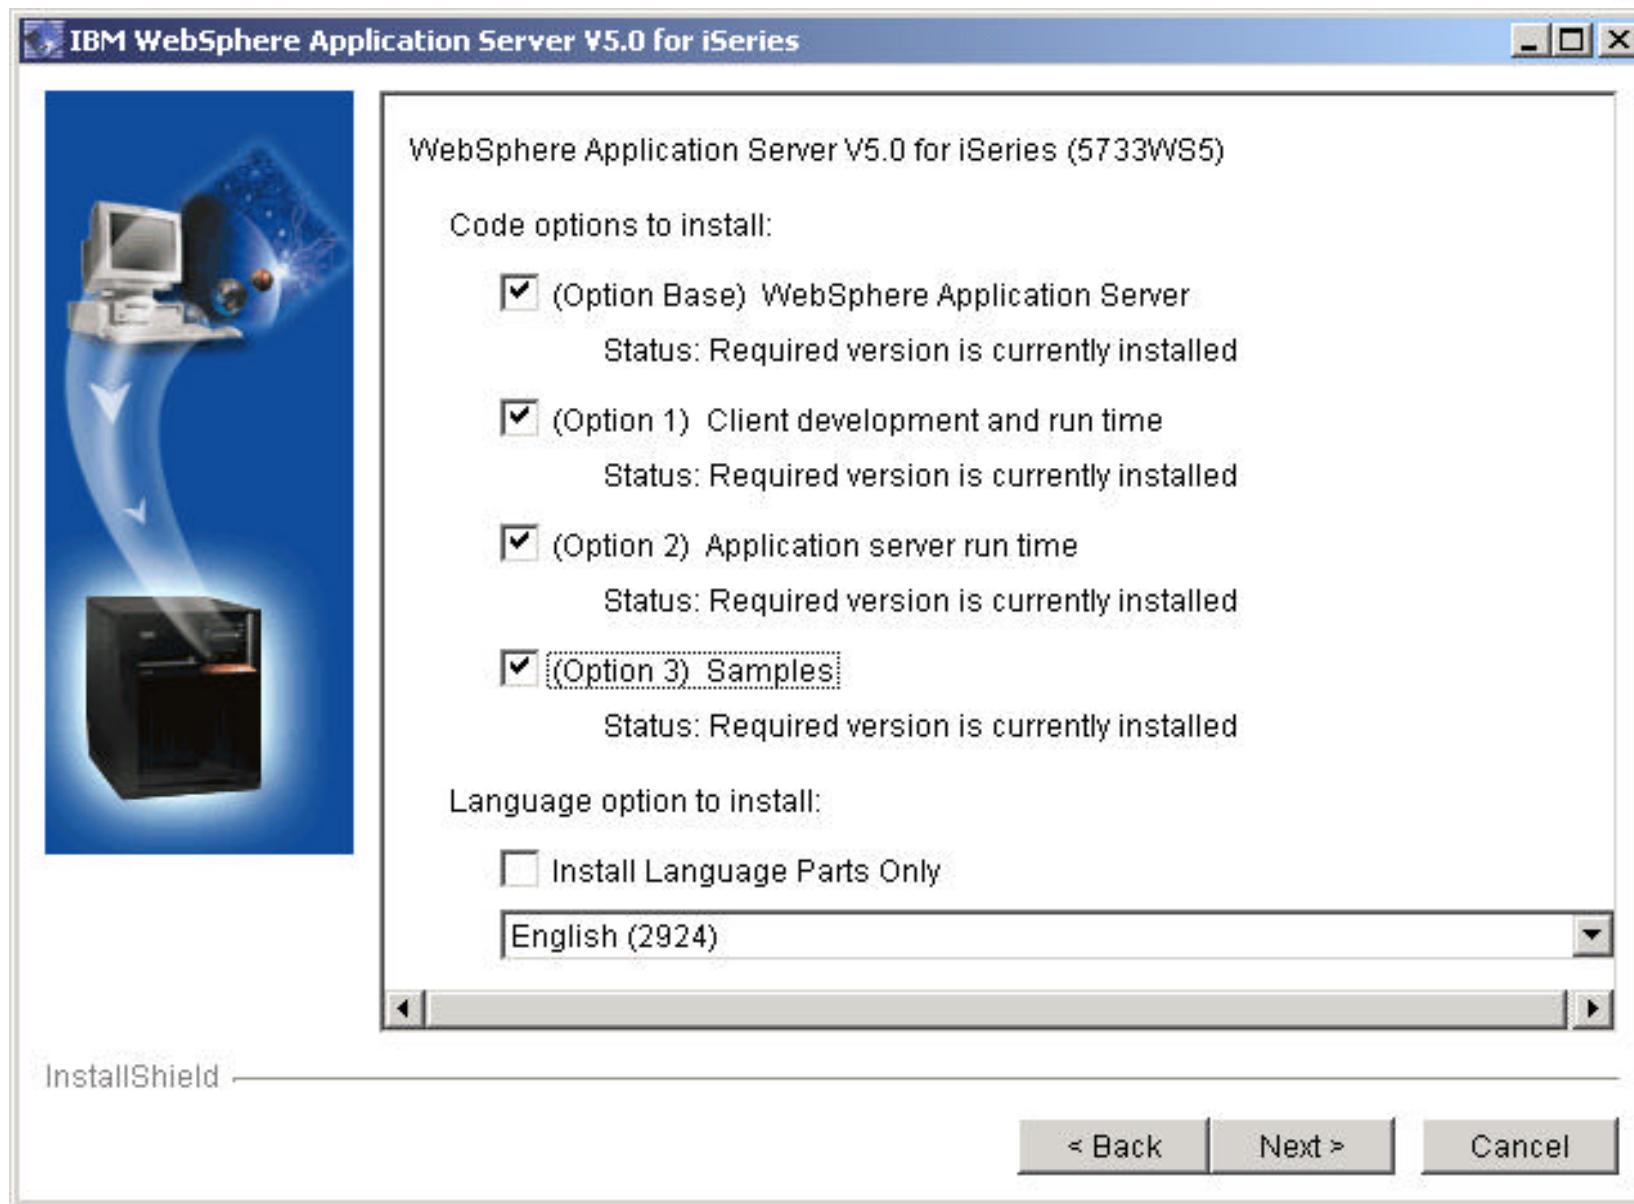 IBM WebSphere Application Server V5.0 for iSeries
WebSphere Application Server V5.0 for iSeries (5733WS5)
Code options to install:
(Option Base) WebSphere Application Server
Status: Required version is currently installed
(Option 1) Client development and run time
Status: Required version is currently installed
(Option 2) Application server run time
Status: Required version is currently installed
(Option 3) Samples
Status: Required version is currently installed
Language option to install:
Install Language Parts Only
English (2924)
InstallShield
< Back Next > Cancel